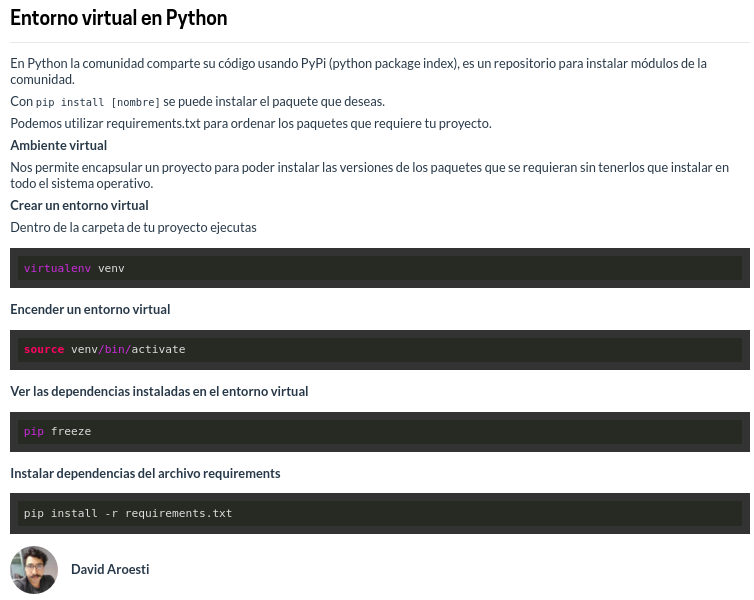 Entorno virtual en Python
En Python la comunidad comparte su código usando PyPi (python package index), es un repositorio para instalar módulos de la
comunidad.
Con pip install [nombre] se puede instalar el paquete que deseas.
Podemos utilizar requirements.txt para ordenar los paquetes que requiere tu proyecto.
Ambiente virtual
Nos permite encapsular un proyecto para poder instalar las versiones de los paquetes que se requieran sin tenerlos que instalar en
todo el sistema operativo.
Crear un entorno virtual
Dentro de la carpeta de tu proyecto ejecutas
virtualenv venv
Encender un entorno virtual
source venv/bin/activate
Ver las dependencias instaladas en el entorno virtual
pip freeze
Instalar dependencias del archivo requirements
pip install -r requirements.txt
David Aroesti